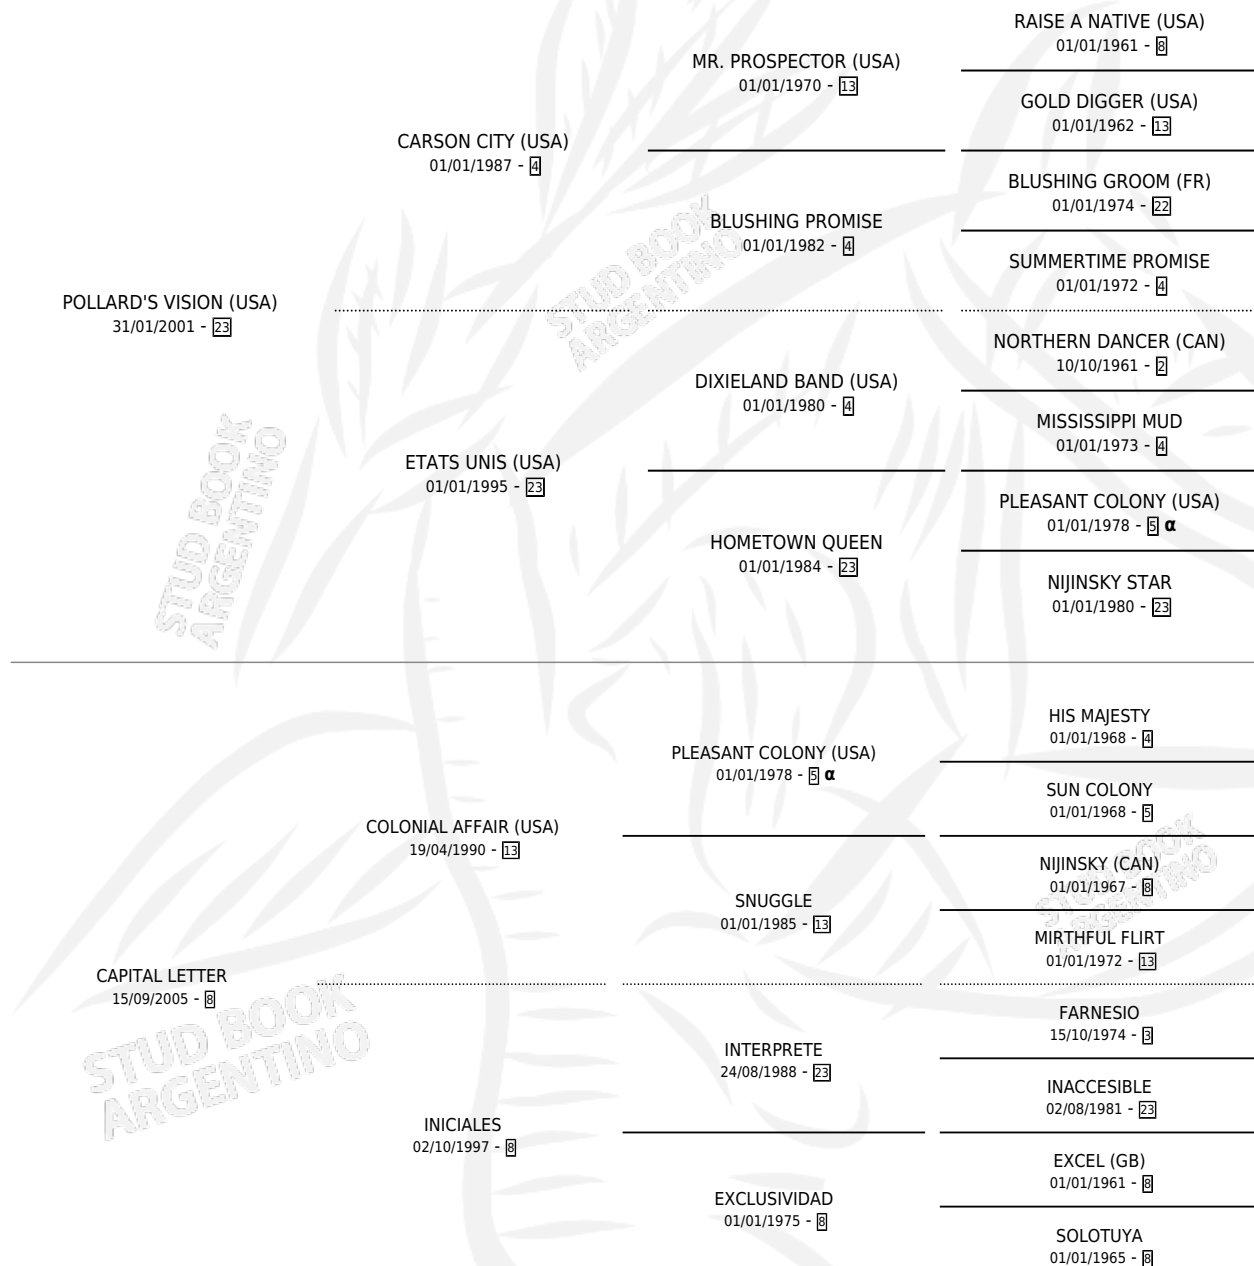 RAISE A NATIVE (USA)
01/01/1961 - 8
MR. PROSPECTOR (USA)
01/01/1970 - 13
GOLD DIGGER (USA)
01/01/1962 - 13
CARSON CITY (USA)
01/01/1987 - 4
BLUSHING GROOM (FR)
01/01/1974 - 22
BLUSHING PROMISE
01/01/1982 - 4
SUMMERTIME PROMISE
01/01/1972 - 4
POLLARD'S VISION (USA)
31/01/2001 - 23
STUD BOOK
ARGENTINO
NORTHERN DANCER (CAN)
10/10/1961 - 2
DIXIELAND BAND (USA)
01/01/1980 - 4
MISSISSIPPI MUD
01/01/1973 - 4
ETATS UNIS (USA)
01/01/1995 - 23
PLEASANT COLONY (USA)
01/01/1978 - 5 α
HOMETOWN QUEEN
01/01/1984 - 23
NIJINSKY STAR
01/01/1980 - 23
STUD BOOK
ARGENTINO
HIS MAJESTY
01/01/1968 - 4
PLEASANT COLONY (USA)
01/01/1978 - 5 α
SUN COLONY
01/01/1968 - 5
COLONIAL AFFAIR (USA)
19/04/1990 - 13
NIJINSKY (CAN)
01/01/1967 - 8
SNUGGLE
01/01/1985 - 13
MIRTHFUL FLIRT
01/01/1972 - 13
STUD BOOK
ARGENTINO
CAPITAL LETTER
15/09/2005 - 8
FARNESIO
15/10/1974 - 3
INTERPRETE
24/08/1988 - 23
INACCESIBLE
02/08/1981 - 23
STUD BOOK
ARGENTINO
INICIALES
02/10/1997 - 8
EXCEL (GB)
01/01/1961 - 8
EXCLUSIVIDAD
01/01/1975 - 8
SOLOTUYA
01/01/1965 - 8